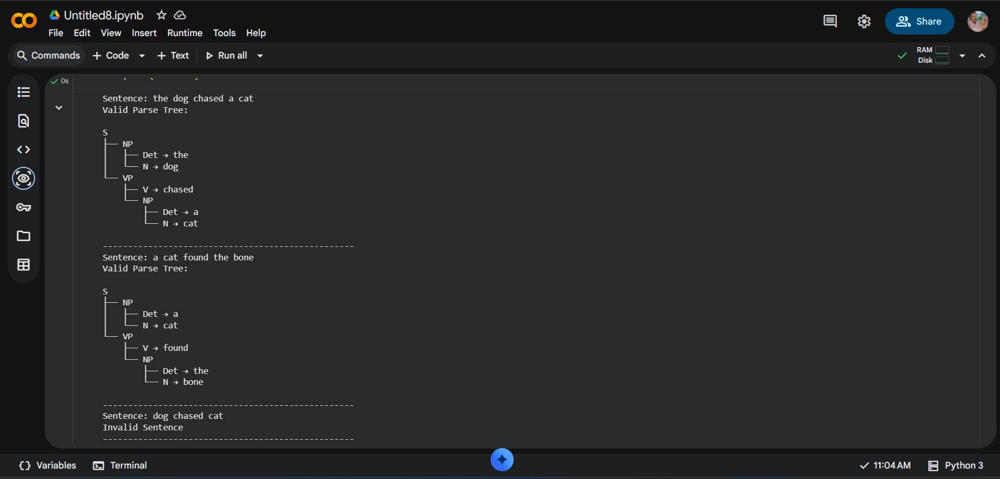 Untitled8.ipynb
File Edit View Insert Runtime Tools Help
Share
Commands + Code + Text Run all
RAM
Disk
0s
Sentence: the dog chased a cat
Valid Parse Tree:
S
├── NP
│   ├── Det → the
│   └── N → dog
└── VP
    ├── V → chased
    └── NP
        ├── Det → a
        └── N → cat
--------------------------------------------------
Sentence: a cat found the bone
Valid Parse Tree:
S
├── NP
│   ├── Det → a
│   └── N → cat
└── VP
    ├── V → found
    └── NP
        ├── Det → the
        └── N → bone
--------------------------------------------------
Sentence: dog chased cat
Invalid Sentence
--------------------------------------------------
{} Variables Terminal
11:04 AM Python 3